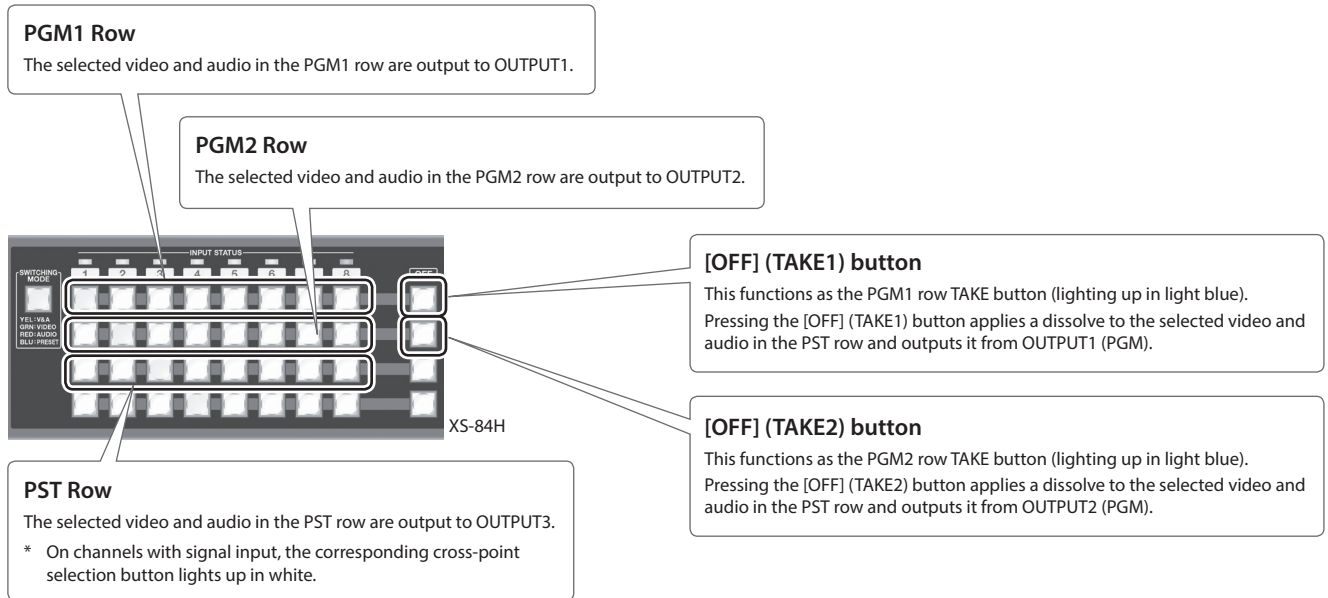 PGM1 Row
The selected video and audio in the PGM1 row are output to OUTPUT1.
PGM2 Row
The selected video and audio in the PGM2 row are output to OUTPUT2.
INPUT STATUS
SWITCHING
MODE
1 2 3 4 5 6 8
OFF
YEL:V&A
GRN:VIDEO
RED:AUDIO
BLU:PRESET
XS-84H
[OFF] (TAKE1) button
This functions as the PGM1 row TAKE button (lighting up in light blue).
Pressing the [OFF] (TAKE1) button applies a dissolve to the selected video and
audio in the PST row and outputs it from OUTPUT1 (PGM).
[OFF] (TAKE2) button
This functions as the PGM2 row TAKE button (lighting up in light blue).
Pressing the [OFF] (TAKE2) button applies a dissolve to the selected video and
audio in the PST row and outputs it from OUTPUT2 (PGM).
PST Row
The selected video and audio in the PST row are output to OUTPUT3.
* On channels with signal input, the corresponding cross-point
selection button lights up in white.